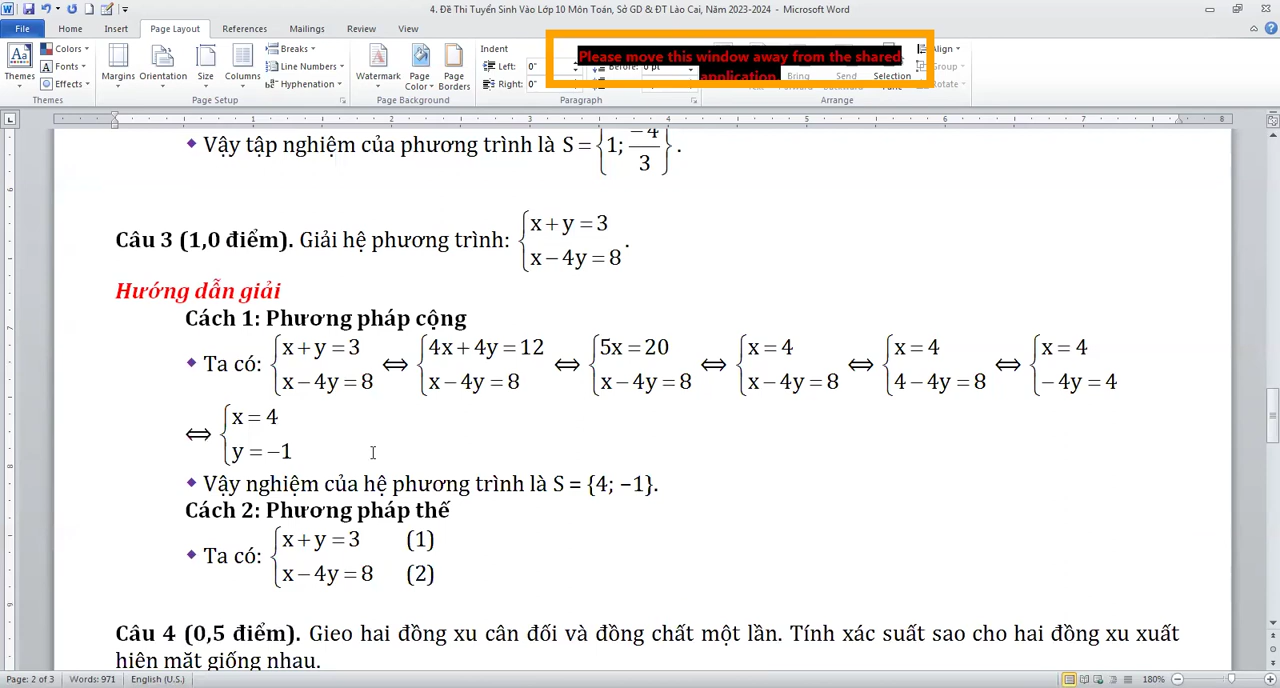 4. Đề Thi Tuyển Sinh Vào Lớp 10 Môn Toán, Sở GD & ĐT Lào Cai, Năm 2023-2024 - Microsoft Word
File Home Insert Page Layout References Mailings Review View
Themes Colors Fonts Effects
Margins Orientation Size Columns Breaks Line Numbers Hyphenation
Watermark Page Color Page Borders
Indent Left: 0" Right: 0"
Please move this window away from the shared application.
Before: 0 pt
Bring Send Selection Align Group Rotate
Themes Page Setup Page Background Paragraph Arrange
Vậy tập nghiệm của phương trình là S = {1; −4/3}.
Câu 3 (1,0 điểm). Giải hệ phương trình: {x + y = 3
x − 4y = 8.
Hướng dẫn giải
Cách 1: Phương pháp cộng
Ta có: {x + y = 3 ⇔ {4x + 4y = 12 ⇔ {5x = 20 ⇔ {x = 4 ⇔ {x = 4 ⇔ {x = 4
x − 4y = 8 x − 4y = 8 x − 4y = 8 x − 4y = 8 4 − 4y = 8 − 4y = 4
⇔ {x = 4
y = −1
Vậy nghiệm của hệ phương trình là S = {4; −1}.
Cách 2: Phương pháp thế
Ta có: {x + y = 3 (1)
x − 4y = 8 (2)
Câu 4 (0,5 điểm). Gieo hai đồng xu cân đối và đồng chất một lần. Tính xác suất sao cho hai đồng xu xuất
hiện mặt giống nhau.
Page: 2 of 3 Words: 971 English (U.S.) 180%